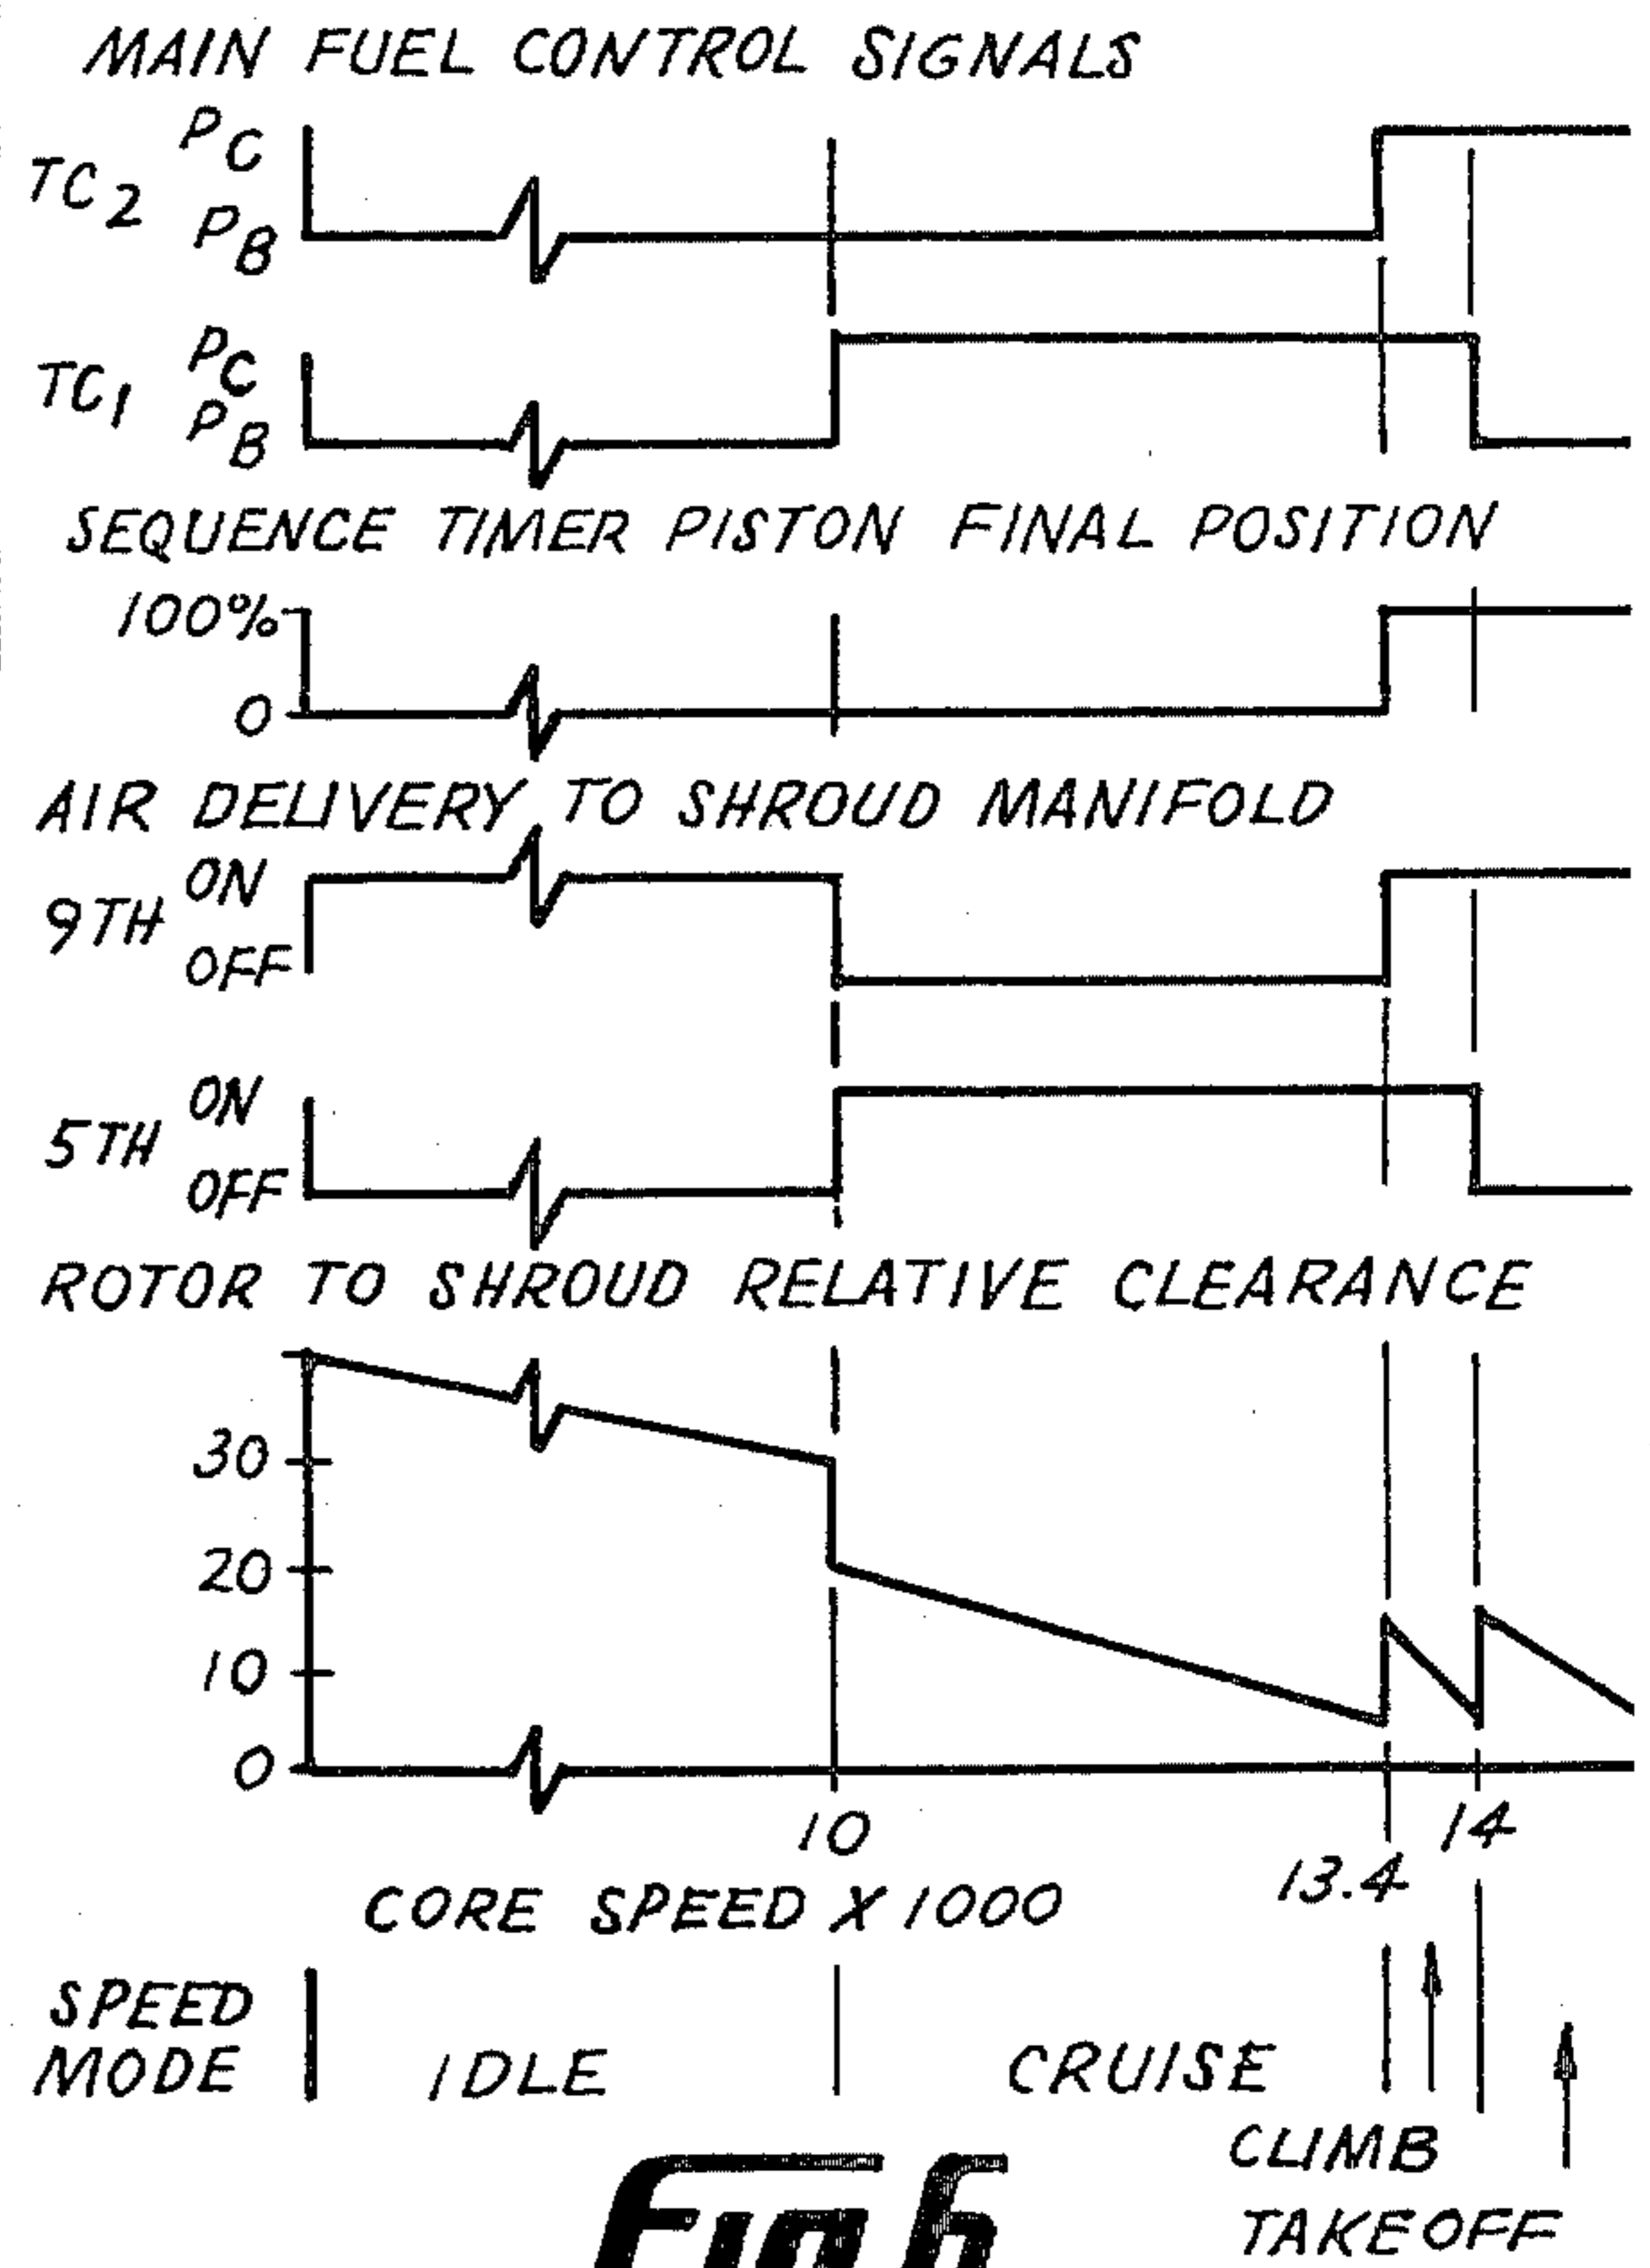 MAIN FUEL CONTROL SIGNALS
TC2 PC
PB
TC1 PC
PB
SEQUENCE TIMER PISTON FINAL POSITION
100%
0
AIR DELIVERY TO SHROUD MANIFOLD
9TH ON
OFF
5TH ON
OFF
ROTOR TO SHROUD RELATIVE CLEARANCE
30
20
10
0
10 13.4 14
CORE SPEED X 1000
SPEED MODE IDLE CRUISE
CLIMB
TAKEOFF